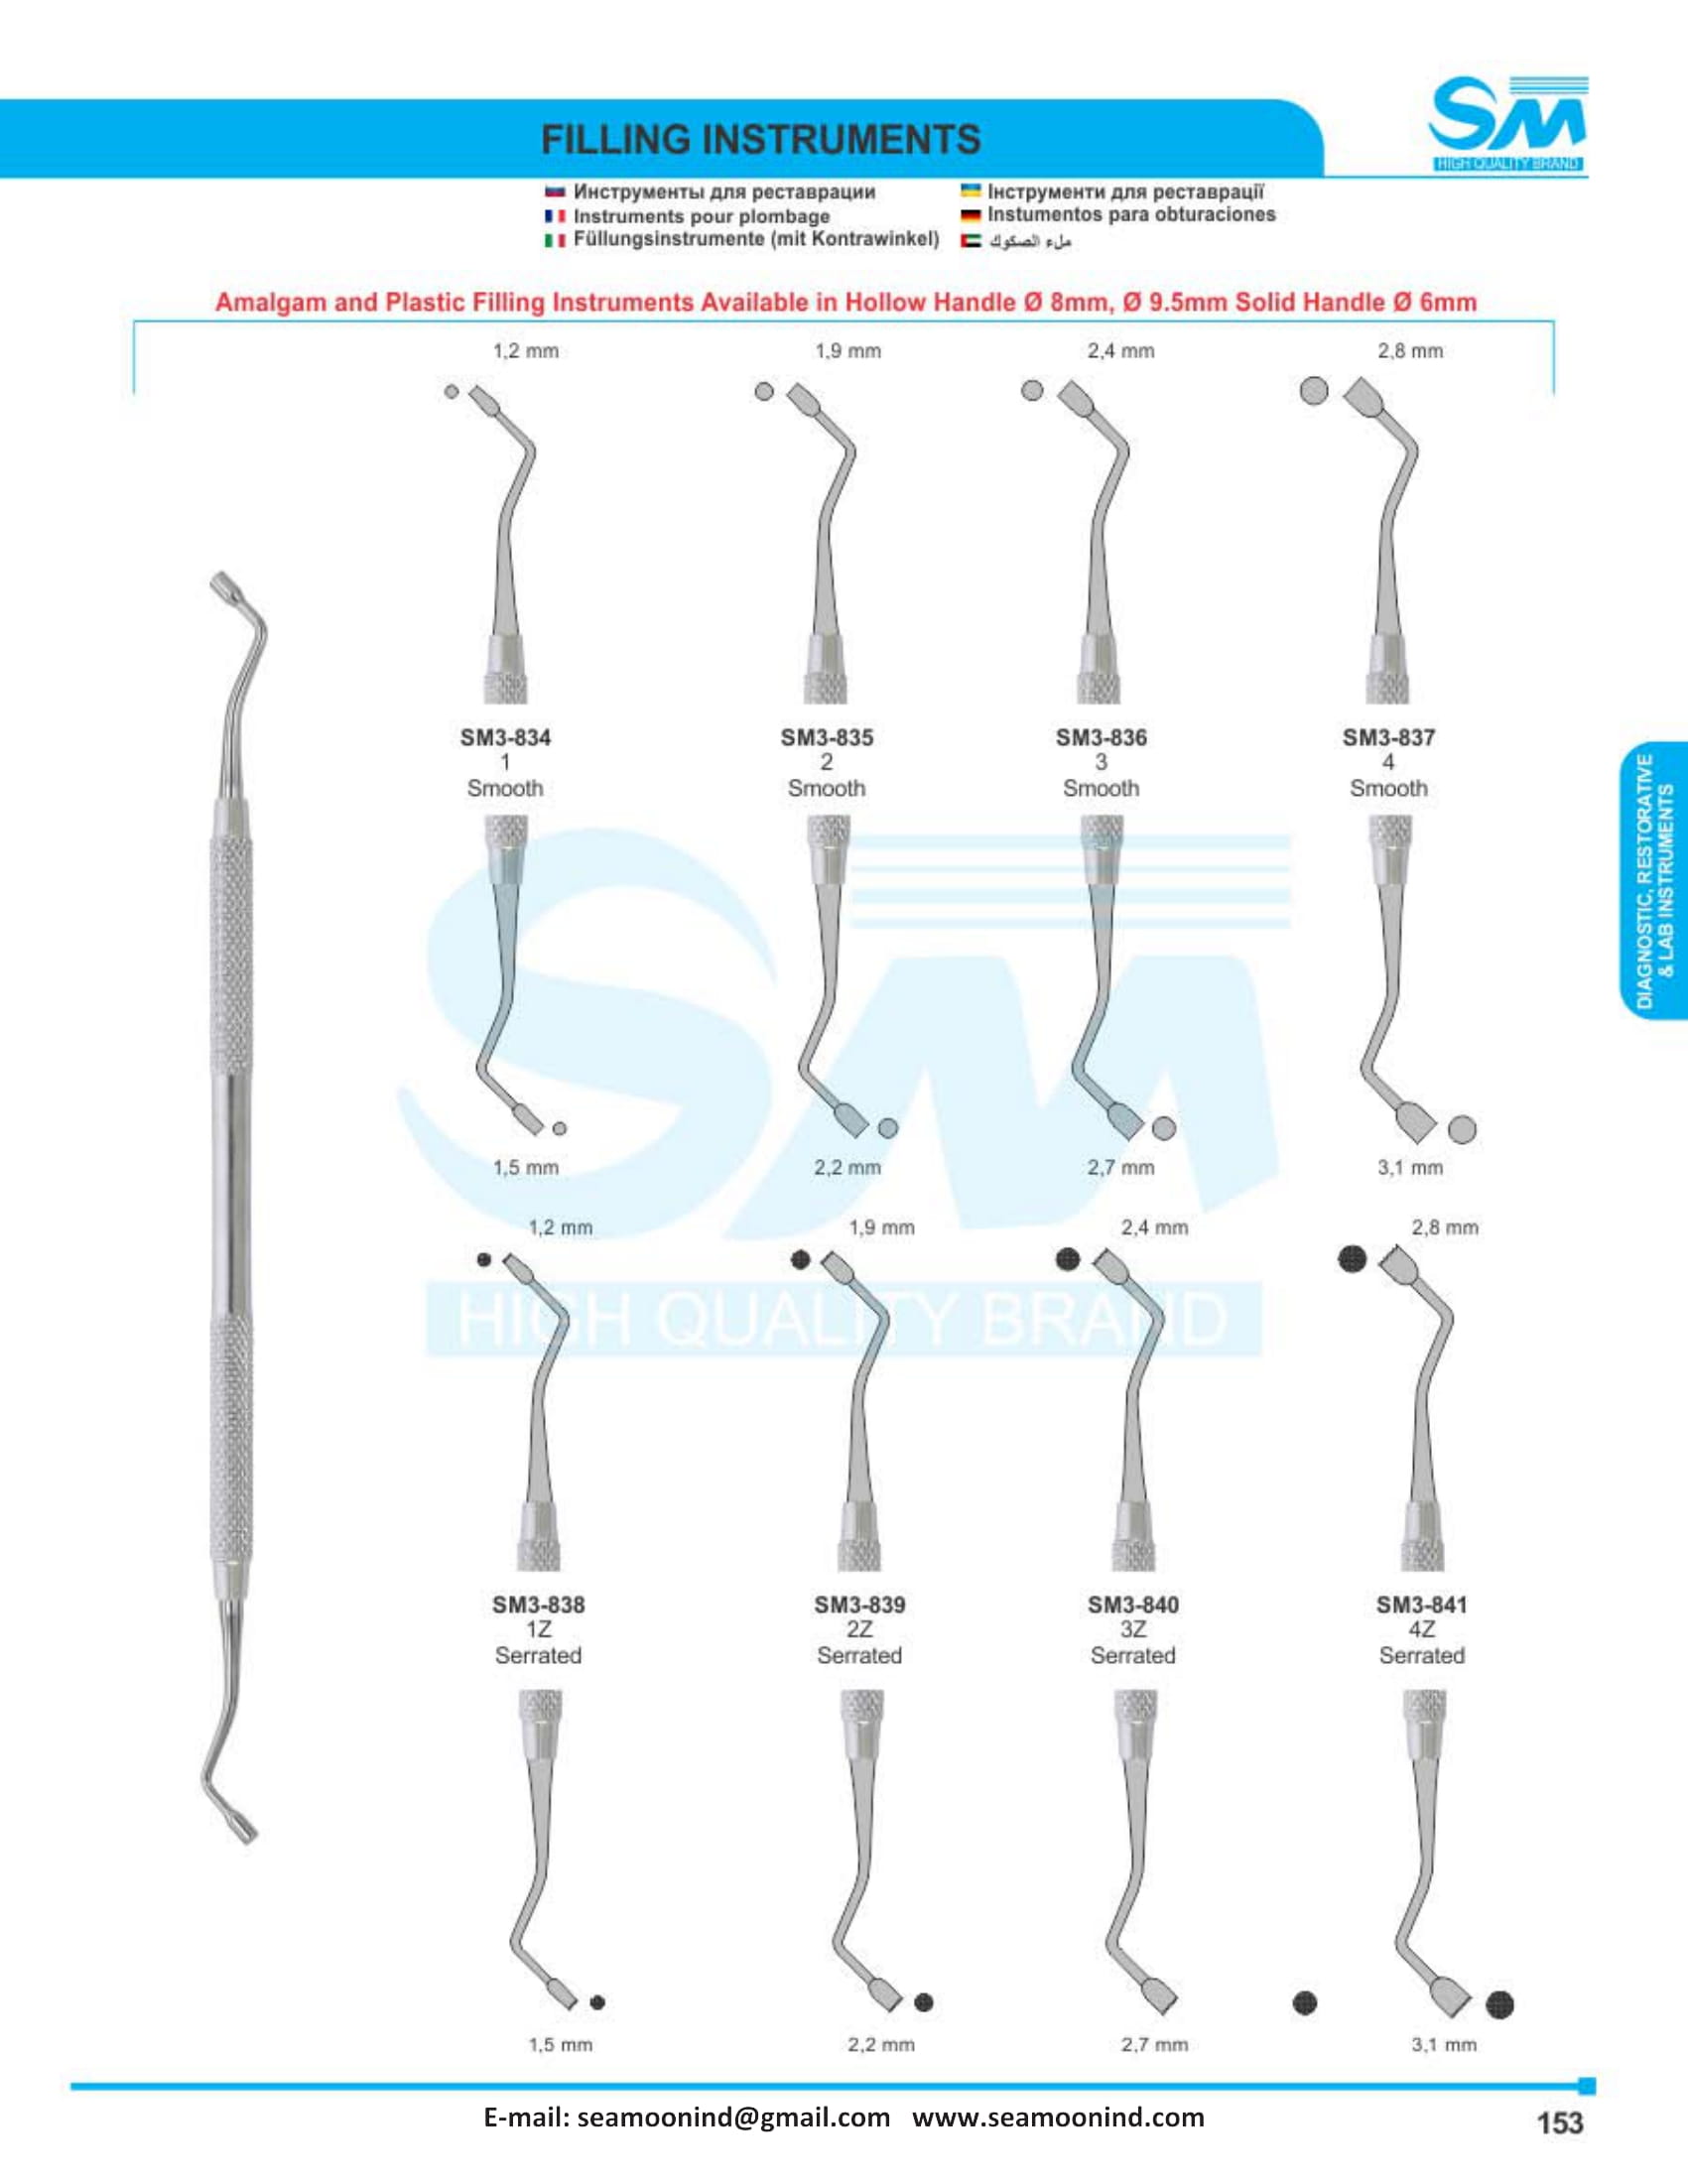 SM
HIGH QUALITY BRAND
FILLING INSTRUMENTS
Инструменты для реставрации
Інструменти для реставрації
Instruments pour plombage
Instumentos para obturaciones
Füllungsinstrumente (mit Kontrawinkel)
ملء الصكوك
Amalgam and Plastic Filling Instruments Available in Hollow Handle Ø 8mm, Ø 9.5mm Solid Handle Ø 6mm
1,2 mm 1,9 mm 2,4 mm 2,8 mm
SM3-834 SM3-835 SM3-836 SM3-837
1 2 3 4
Smooth Smooth Smooth Smooth
DIAGNOSTIC, RESTORATIVE
& LAB INSTRUMENTS
SM
1,5 mm 2,2 mm 2,7 mm 3,1 mm
1,2 mm 1,9 mm 2,4 mm 2,8 mm
HIGH QUALITY BRAND
SM3-838 SM3-839 SM3-840 SM3-841
1Z 2Z 3Z 4Z
Serrated Serrated Serrated Serrated
1,5 mm 2,2 mm 2,7 mm 3,1 mm
E-mail: seamoonind@gmail.com www.seamoonind.com
153